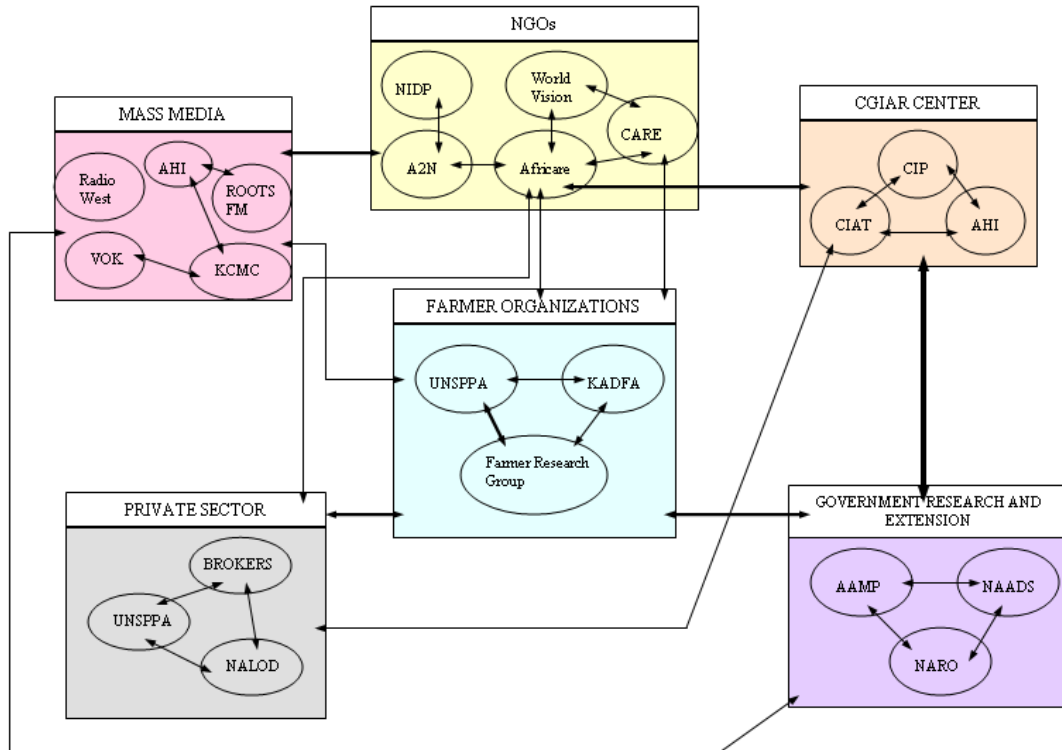 NGOs
NIDP
World
Vision
CARE
A2N
Africare
MASS MEDIA
Radio
West
AHI
ROOTS
FM
VOK
KCMC
CGIAR CENTER
CIP
CIAT
AHI
FARMER ORGANIZATIONS
UNSPPA
KADFA
Farmer Research
Group
PRIVATE SECTOR
BROKERS
UNSPPA
NALOD
GOVERNMENT RESEARCH AND
EXTENSION
AAMP
NAADS
NARO